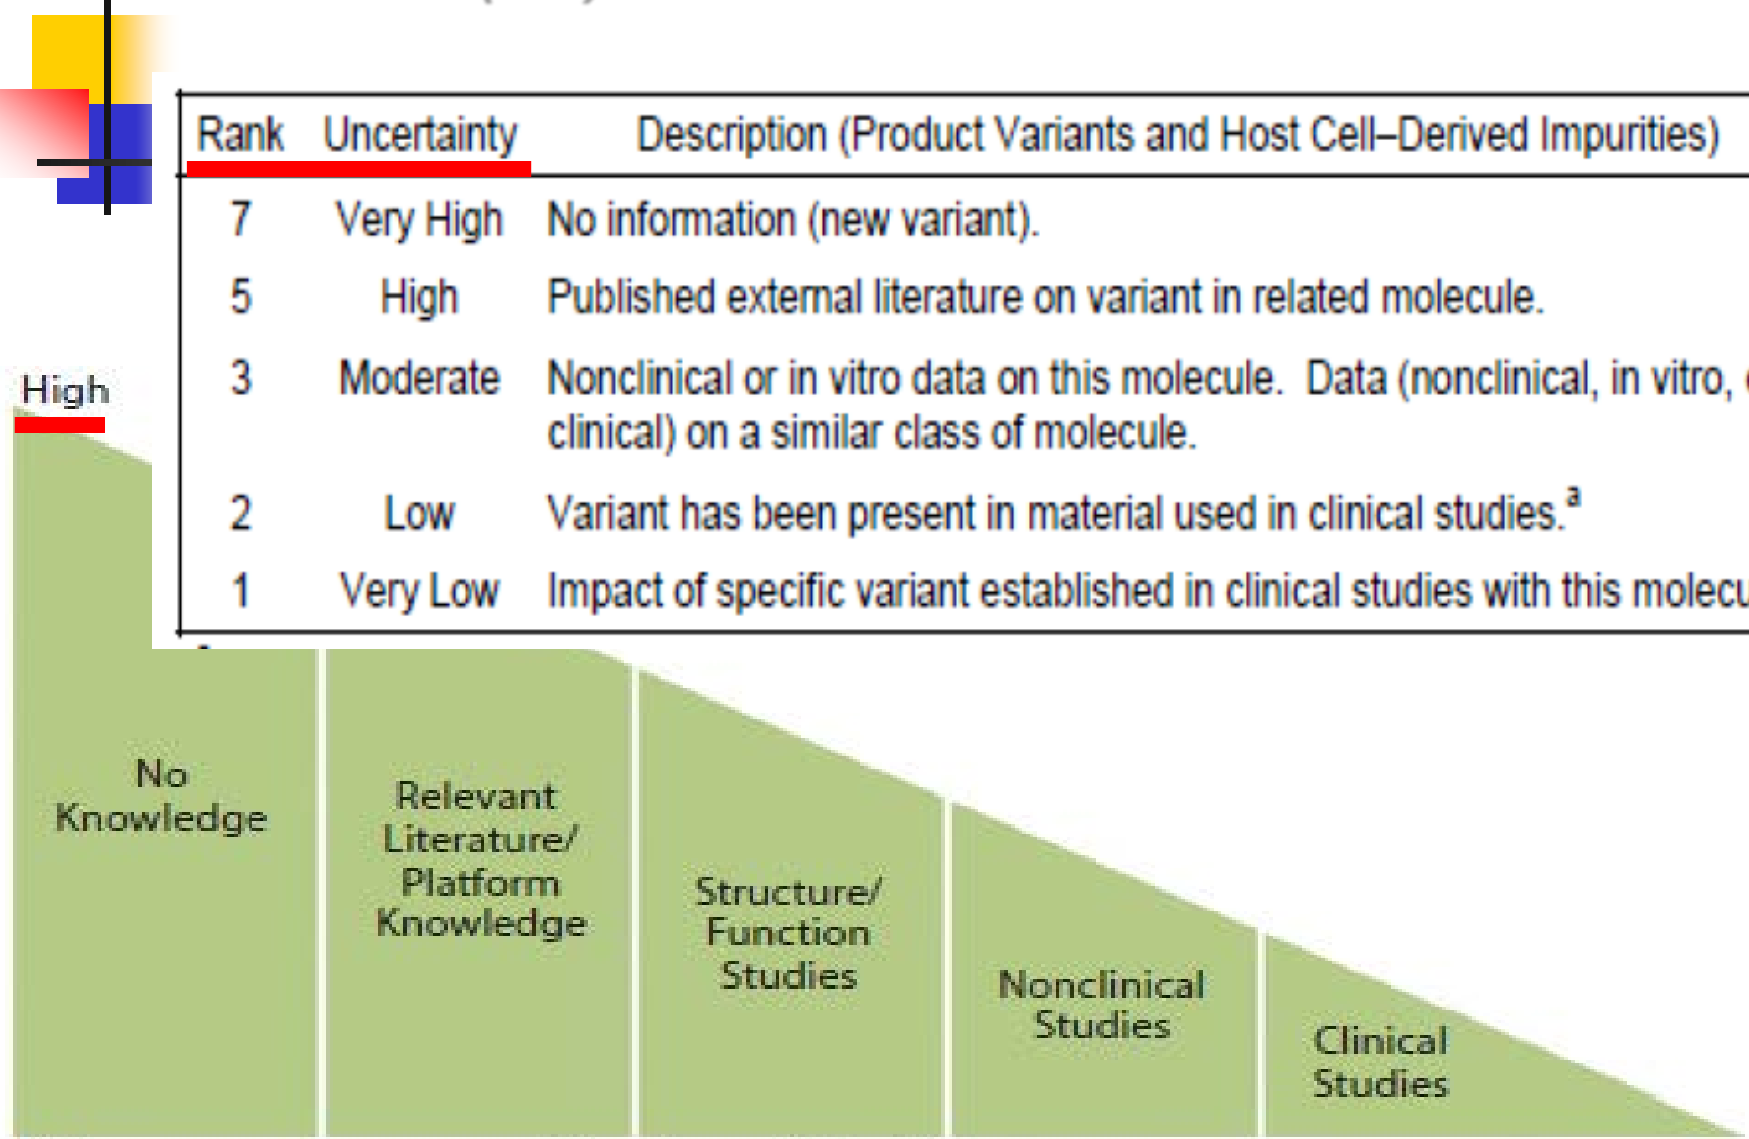 Rank Uncertainty Description (Product Variants and Host Cell–Derived Impurities)
7 Very High No information (new variant).
5 High Published external literature on variant in related molecule.
3 Moderate Nonclinical or in vitro data on this molecule. Data (nonclinical, in vitro,
clinical) on a similar class of molecule.
2 Low Variant has been present in material used in clinical studies.a
1 Very Low Impact of specific variant established in clinical studies with this molecu
High
No
Knowledge
Relevant
Literature/
Platform
Knowledge
Structure/
Function
Studies
Nonclinical
Studies
Clinical
Studies